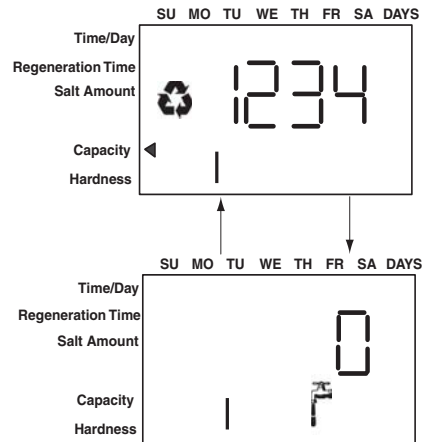 SU MO TU WE TH FR SA DAYS
Time/Day
Regeneration Time
Salt Amount
1234
Capacity
Hardness
1
SU MO TU WE TH FR SA DAYS
Time/Day
Regeneration Time
Salt Amount
0
Capacity
Hardness
1